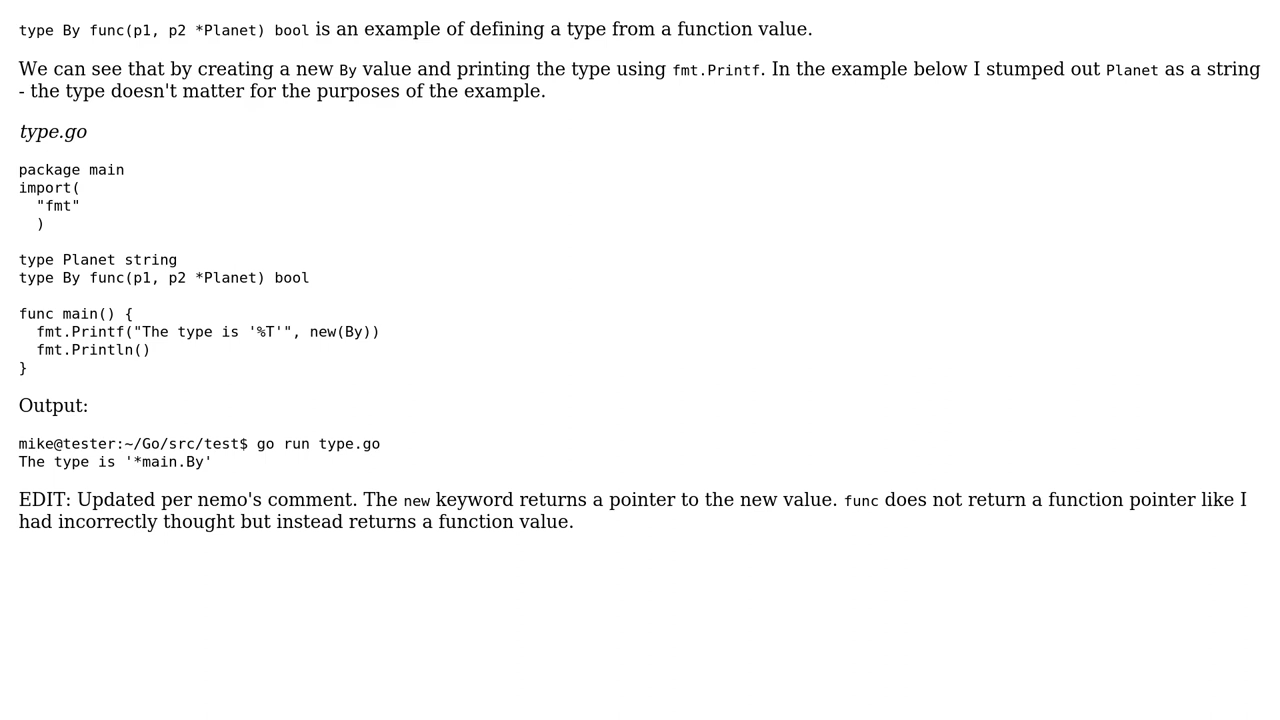 type By func(p1, p2 *Planet) bool is an example of defining a type from a function value.
We can see that by creating a new By value and printing the type using fmt.Printf. In the example below I stumped out Planet as a string
- the type doesn't matter for the purposes of the example.
type.go
package main
import(
  "fmt"
  )

type Planet string
type By func(p1, p2 *Planet) bool

func main() {
  fmt.Printf("The type is '%T'", new(By))
  fmt.Println()
}
Output:
mike@tester:~/Go/src/test$ go run type.go
The type is '*main.By'
EDIT: Updated per nemo's comment. The new keyword returns a pointer to the new value. func does not return a function pointer like I
had incorrectly thought but instead returns a function value.